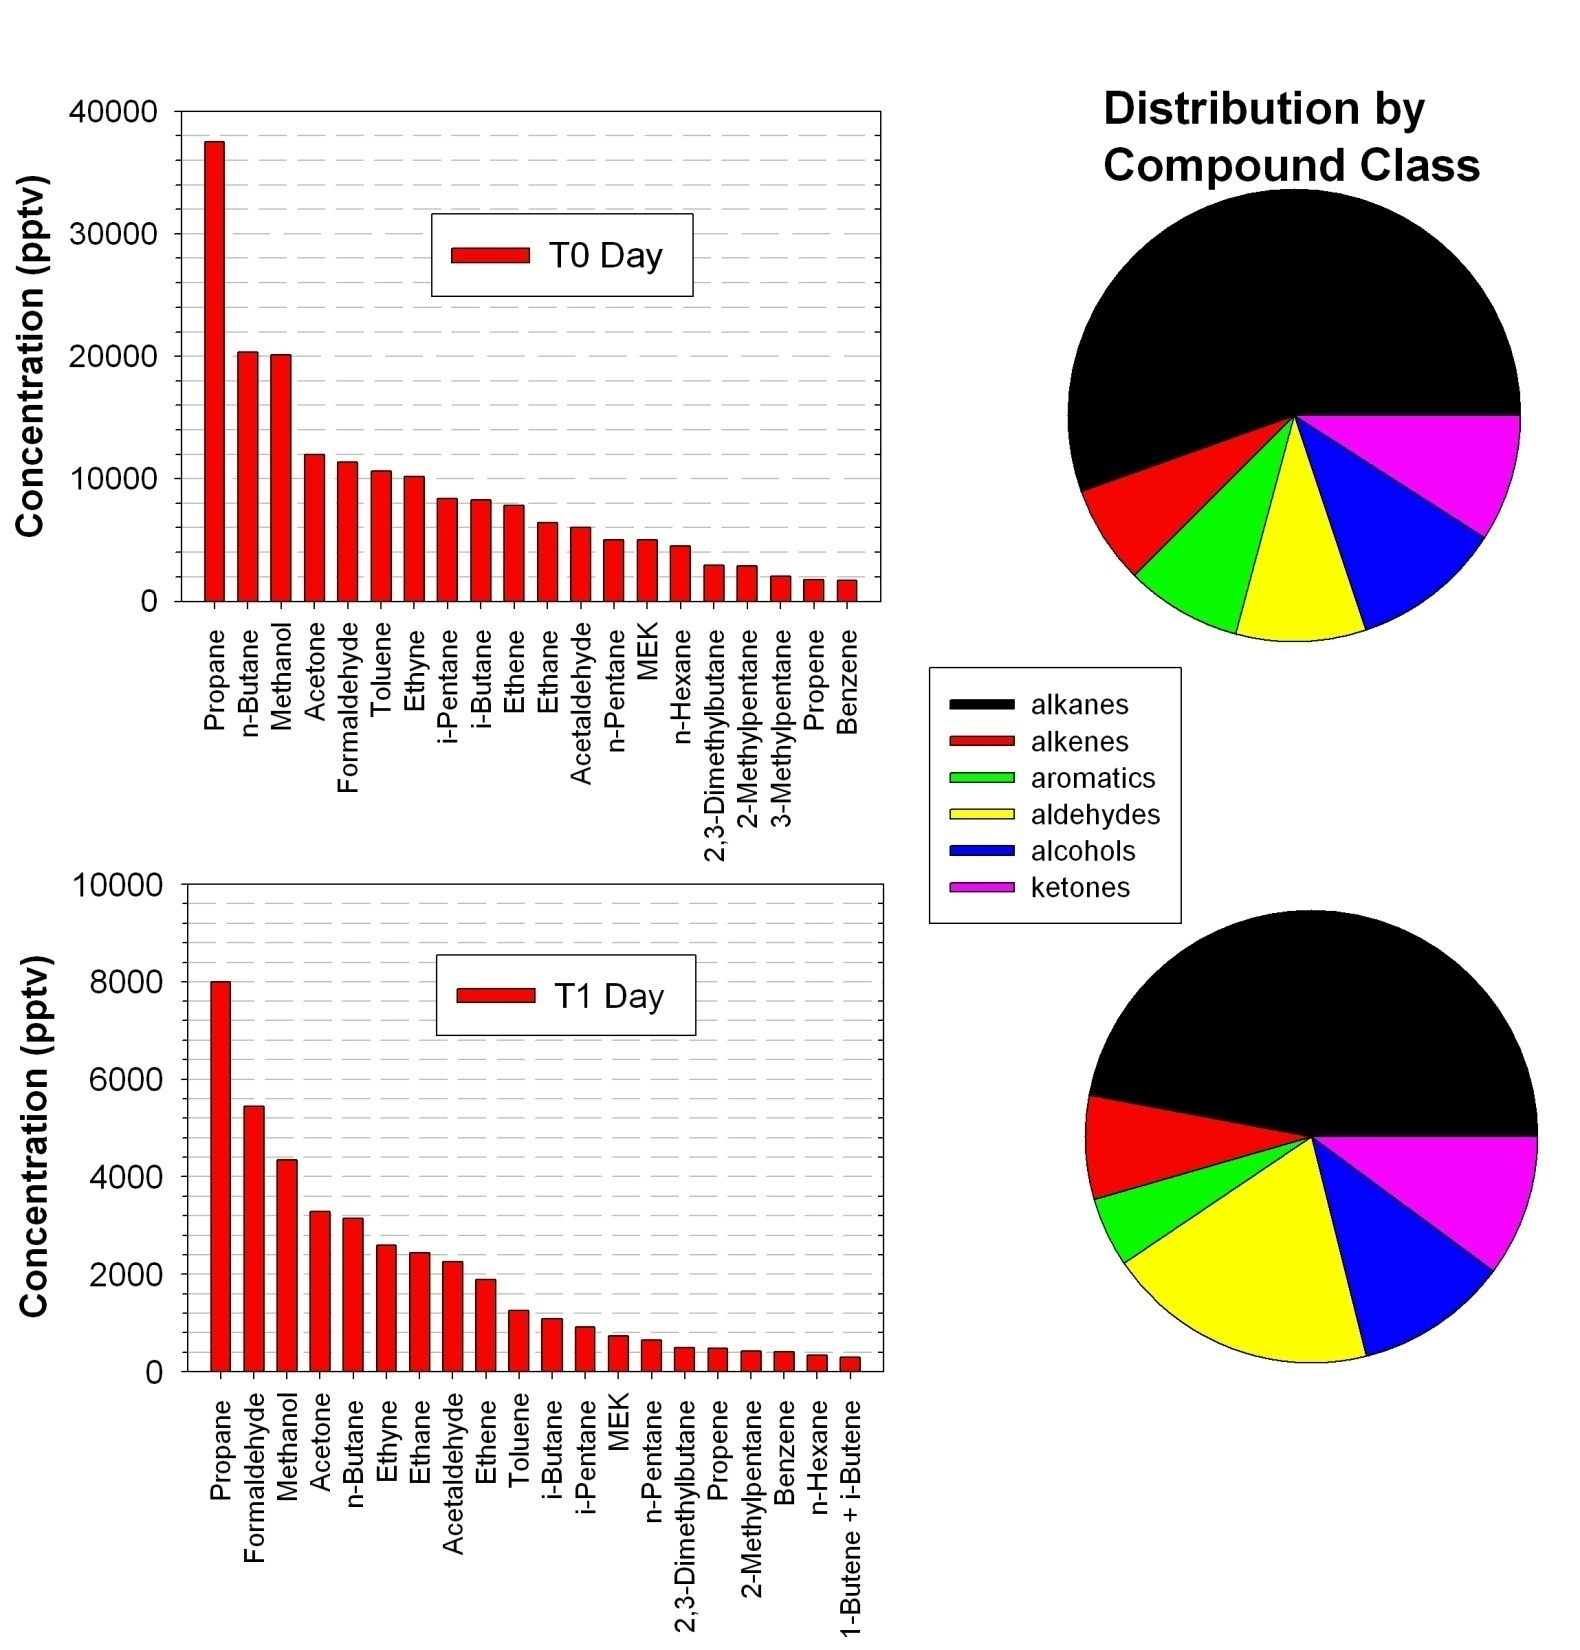 Distribution by
Compound Class
Concentration (pptv)
40000
30000
20000
10000
0
T0 Day
Propane
n-Butane
Methanol
Acetone
Formaldehyde
Toluene
Ethyne
i-Pentane
i-Butane
Ethene
Ethane
Acetaldehyde
n-Pentane
MEK
n-Hexane
2,3-Dimethylbutane
2-Methylpentane
3-Methylpentane
Propene
Benzene
alkanes
alkenes
aromatics
aldehydes
alcohols
ketones
Concentration (pptv)
10000
8000
6000
4000
2000
0
T1 Day
Propane
Formaldehyde
Methanol
Acetone
n-Butane
Ethyne
Ethane
Acetaldehyde
Ethene
Toluene
i-Butane
i-Pentane
MEK
n-Pentane
2,3-Dimethylbutane
Propene
2-Methylpentane
Benzene
n-Hexane
1-Butene + i-Butene